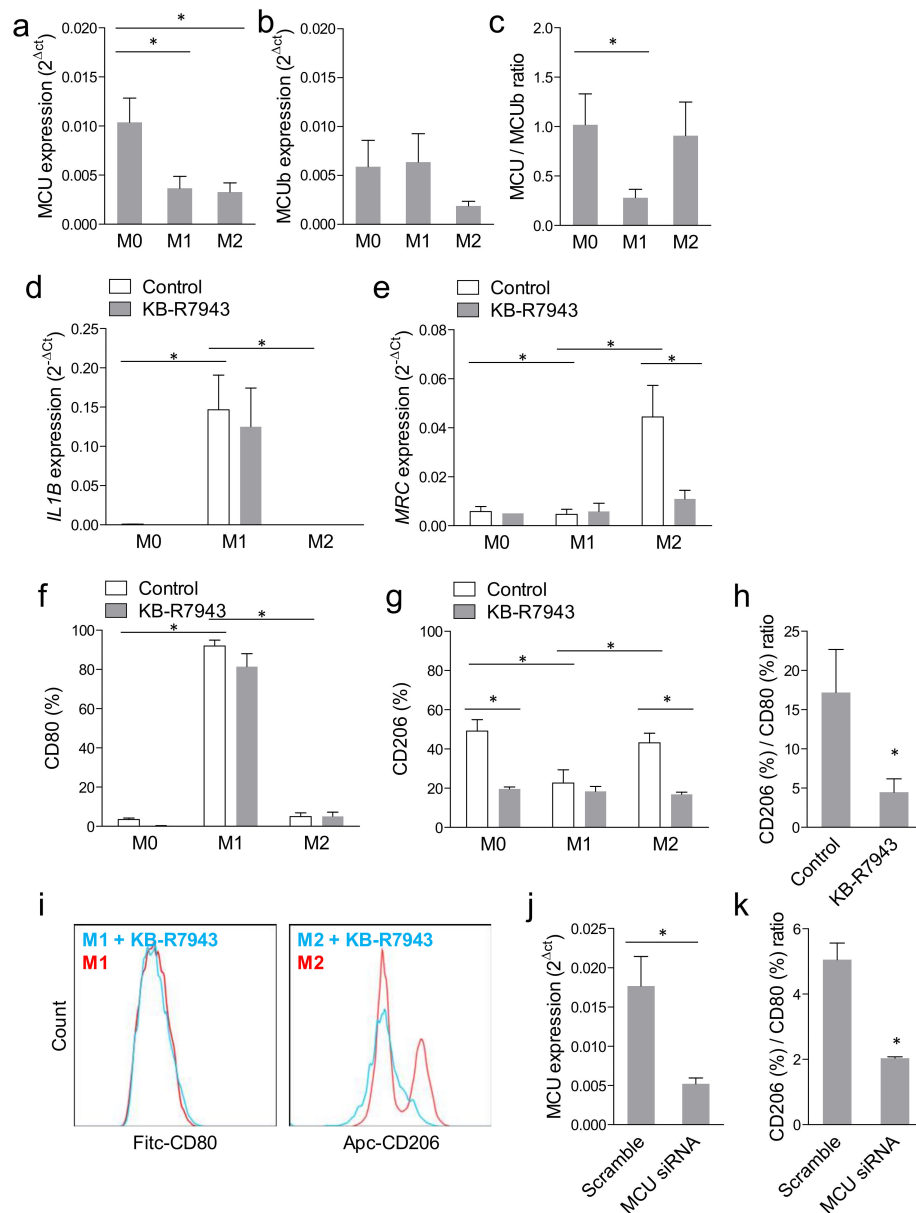 a
MCU expression (2^Δct)
0.020
0.015
0.010
0.005
0.000
*
*
M0 M1 M2
b
MCUb expression (2^Δct)
0.020
0.015
0.010
0.005
0.000
M0 M1 M2
c
MCU / MCUb ratio
2.0
1.5
1.0
0.5
0.0
*
M0 M1 M2
d
Control
KB-R7943
IL1B expression (2^-ΔCt)
0.25
0.20
0.15
0.10
0.05
0.00
*
*
M0 M1 M2
e
Control
KB-R7943
MRC expression (2^-ΔCt)
0.08
0.06
0.04
0.02
0.00
*
*
*
M0 M1 M2
f
Control
KB-R7943
CD80 (%)
100
80
60
40
20
0
*
*
M0 M1 M2
g
Control
KB-R7943
CD206 (%)
100
80
60
40
20
0
*
*
*
*
M0 M1 M2
h
CD206 (%) / CD80 (%) ratio
25
20
15
10
5
0
*
Control
KB-R7943
i
Count
M1 + KB-R7943
M1
Fitc-CD80
M2 + KB-R7943
M2
Apc-CD206
j
MCU expression (2^Δct)
0.025
0.020
0.015
0.010
0.005
0.000
*
Scramble
MCU siRNA
k
CD206 (%) / CD80 (%) ratio
6
4
2
0
*
Scramble
MCU siRNA